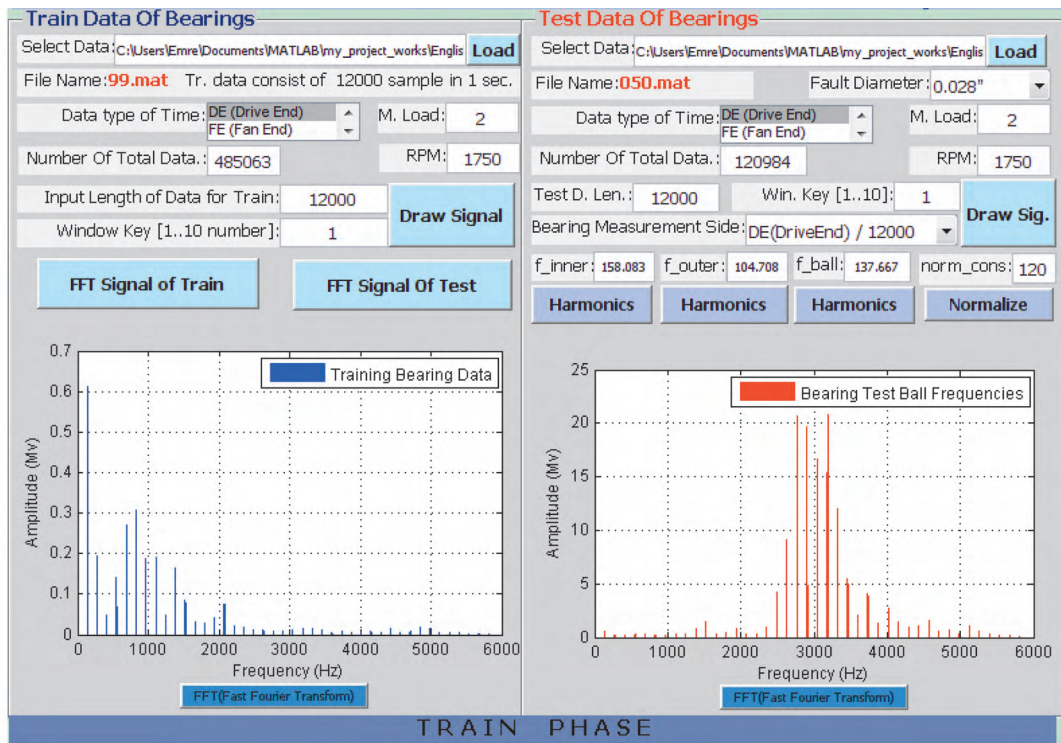 Train Data Of Bearings
Select Data: C:\Users\Emre\Documents\MATLAB\my_project_works\Englis Load
File Name:99.mat Tr. data consist of 12000 sample in 1 sec.
Data type of Time: DE (Drive End) M. Load: 2
FE (Fan End)
Number Of Total Data.: 485063 RPM: 1750
Input Length of Data for Train: 12000
Draw Signal
Window Key [1..10 number]: 1
FFT Signal of Train FFT Signal Of Test
Training Bearing Data
Amplitude (Mv)
0.7
0.6
0.5
0.4
0.3
0.2
0.1
0
0 1000 2000 3000 4000 5000 6000
Frequency (Hz)
FFT(Fast Fourier Transform)
Test Data Of Bearings
Select Data: C:\Users\Emre\Documents\MATLAB\my_project_works\Englis Load
File Name:050.mat Fault Diameter: 0.028"
Data type of Time: DE (Drive End) M. Load: 2
FE (Fan End)
Number Of Total Data.: 120984 RPM: 1750
Test D. Len.: 12000 Win. Key [1..10]: 1
Draw Sig.
Bearing Measurement Side: DE(DriveEnd) / 12000
f_inner: 158.083 f_outer: 104.708 f_ball: 137.667 norm_cons: 120
Harmonics Harmonics Harmonics Normalize
Bearing Test Ball Frequencies
Amplitude (Mv)
25
20
15
10
5
0
0 1000 2000 3000 4000 5000 6000
Frequency (Hz)
FFT(Fast Fourier Transform)
TRAIN PHASE